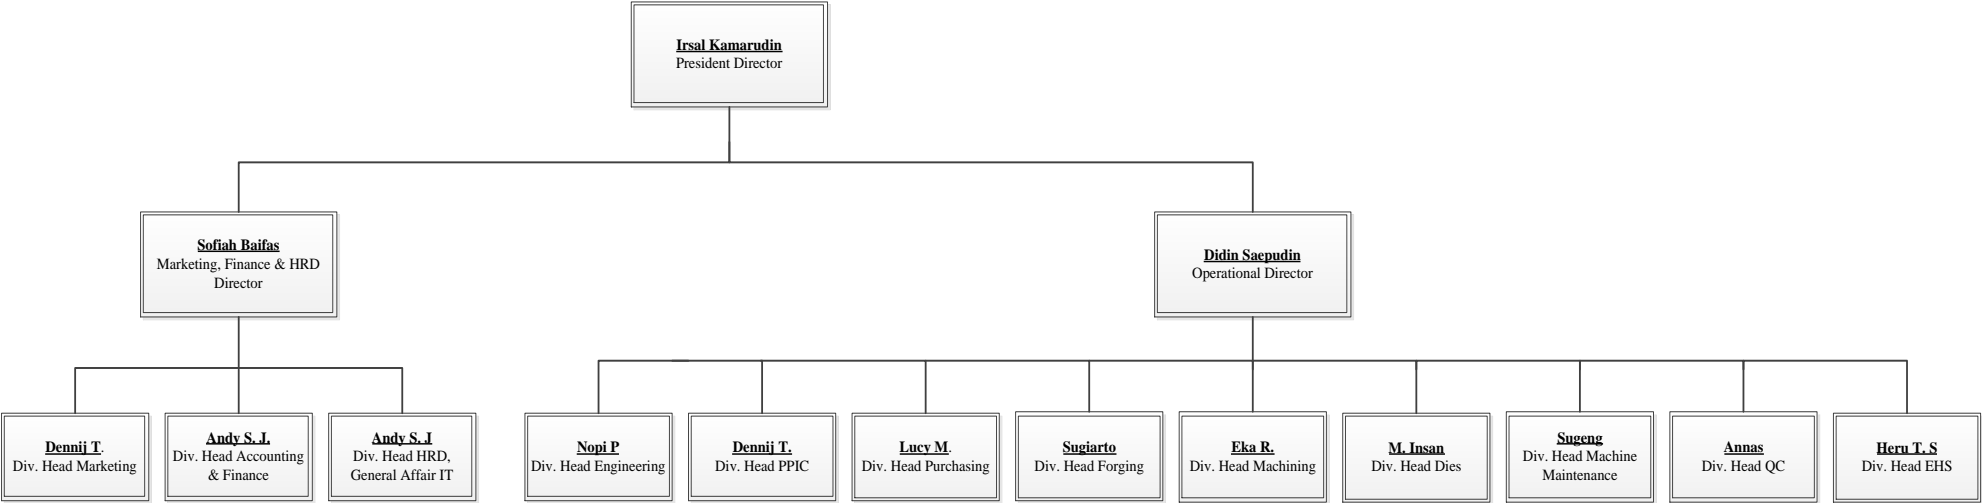 Irsal Kamarudin
President Director
Sofiah Baifas
Marketing, Finance & HRD
Director
Didin Saepudin
Operational Director
Dennij T.
Div. Head Marketing
Andy S. J.
Div. Head Accounting
& Finance
Andy S. J
Div. Head HRD,
General Affair IT
Nopi P
Div. Head Engineering
Dennij T.
Div. Head PPIC
Lucy M.
Div. Head Purchasing
Sugiarto
Div. Head Forging
Eka R.
Div. Head Machining
M. Insan
Div. Head Dies
Sugeng
Div. Head Machine
Maintenance
Annas
Div. Head QC
Heru T. S
Div. Head EHS